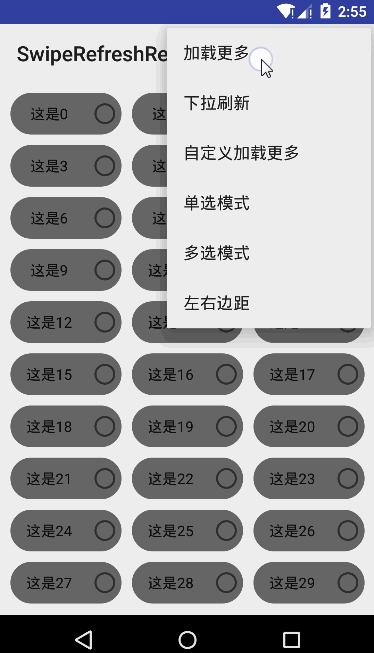 2:55
SwipeRefreshRe
加载更多
下拉刷新
自定义加载更多
单选模式
多选模式
左右边距
这是0
这
这是3
这
这是6
这
这是9
这是
这是12
这是15 这是16 这是17
这是18 这是19 这是20
这是21 这是22 这是23
这是24 这是25 这是26
这是27 这是28 这是29